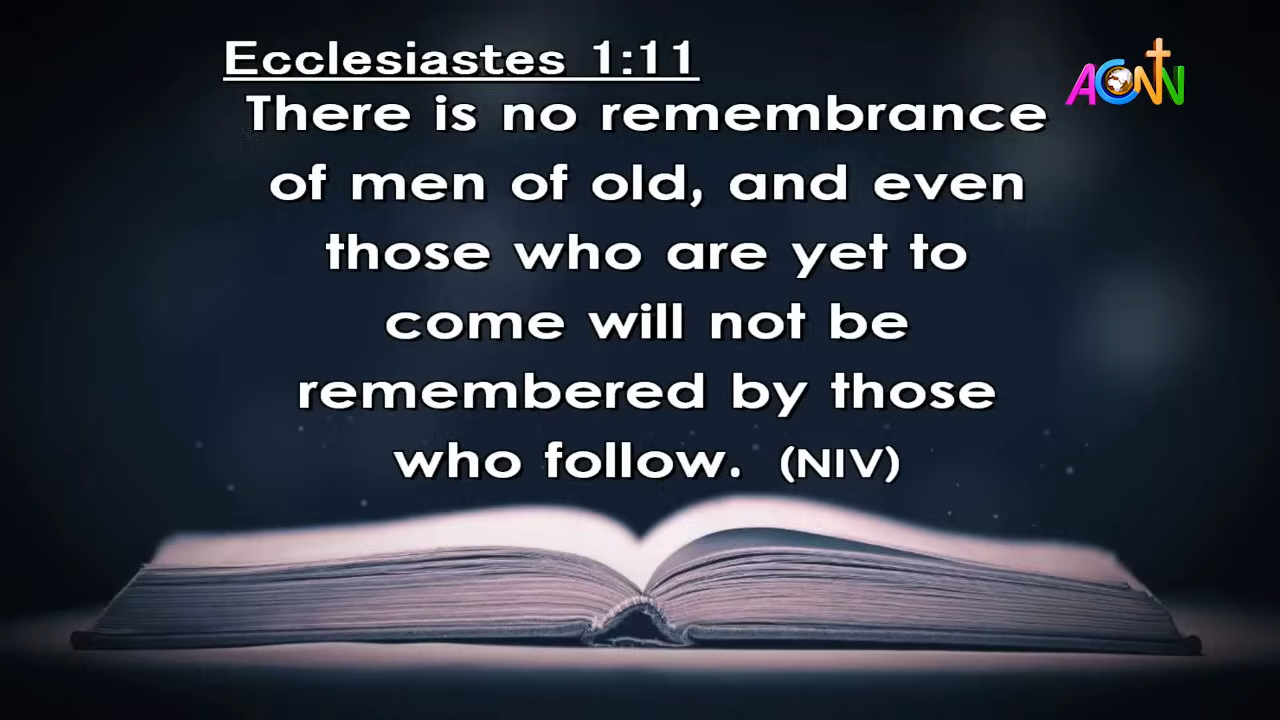 Ecclesiastes 1:11
There is no remembrance
of men of old, and even
those who are yet to
come will not be
remembered by those
who follow. (NIV)
ACNN